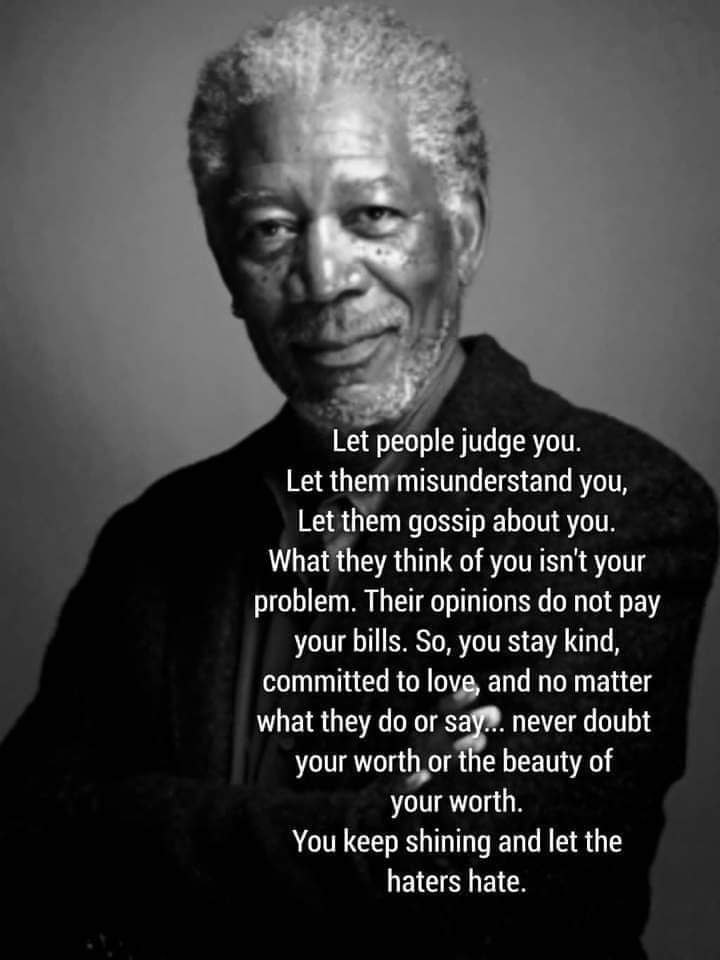 Let people judge you.
Let them misunderstand you,
Let them gossip about you.
What they think of you isn't your
problem. Their opinions do not pay
your bills. So, you stay kind,
committed to love, and no matter
what they do or say... never doubt
your worth or the beauty of
your worth.
You keep shining and let the
haters hate.